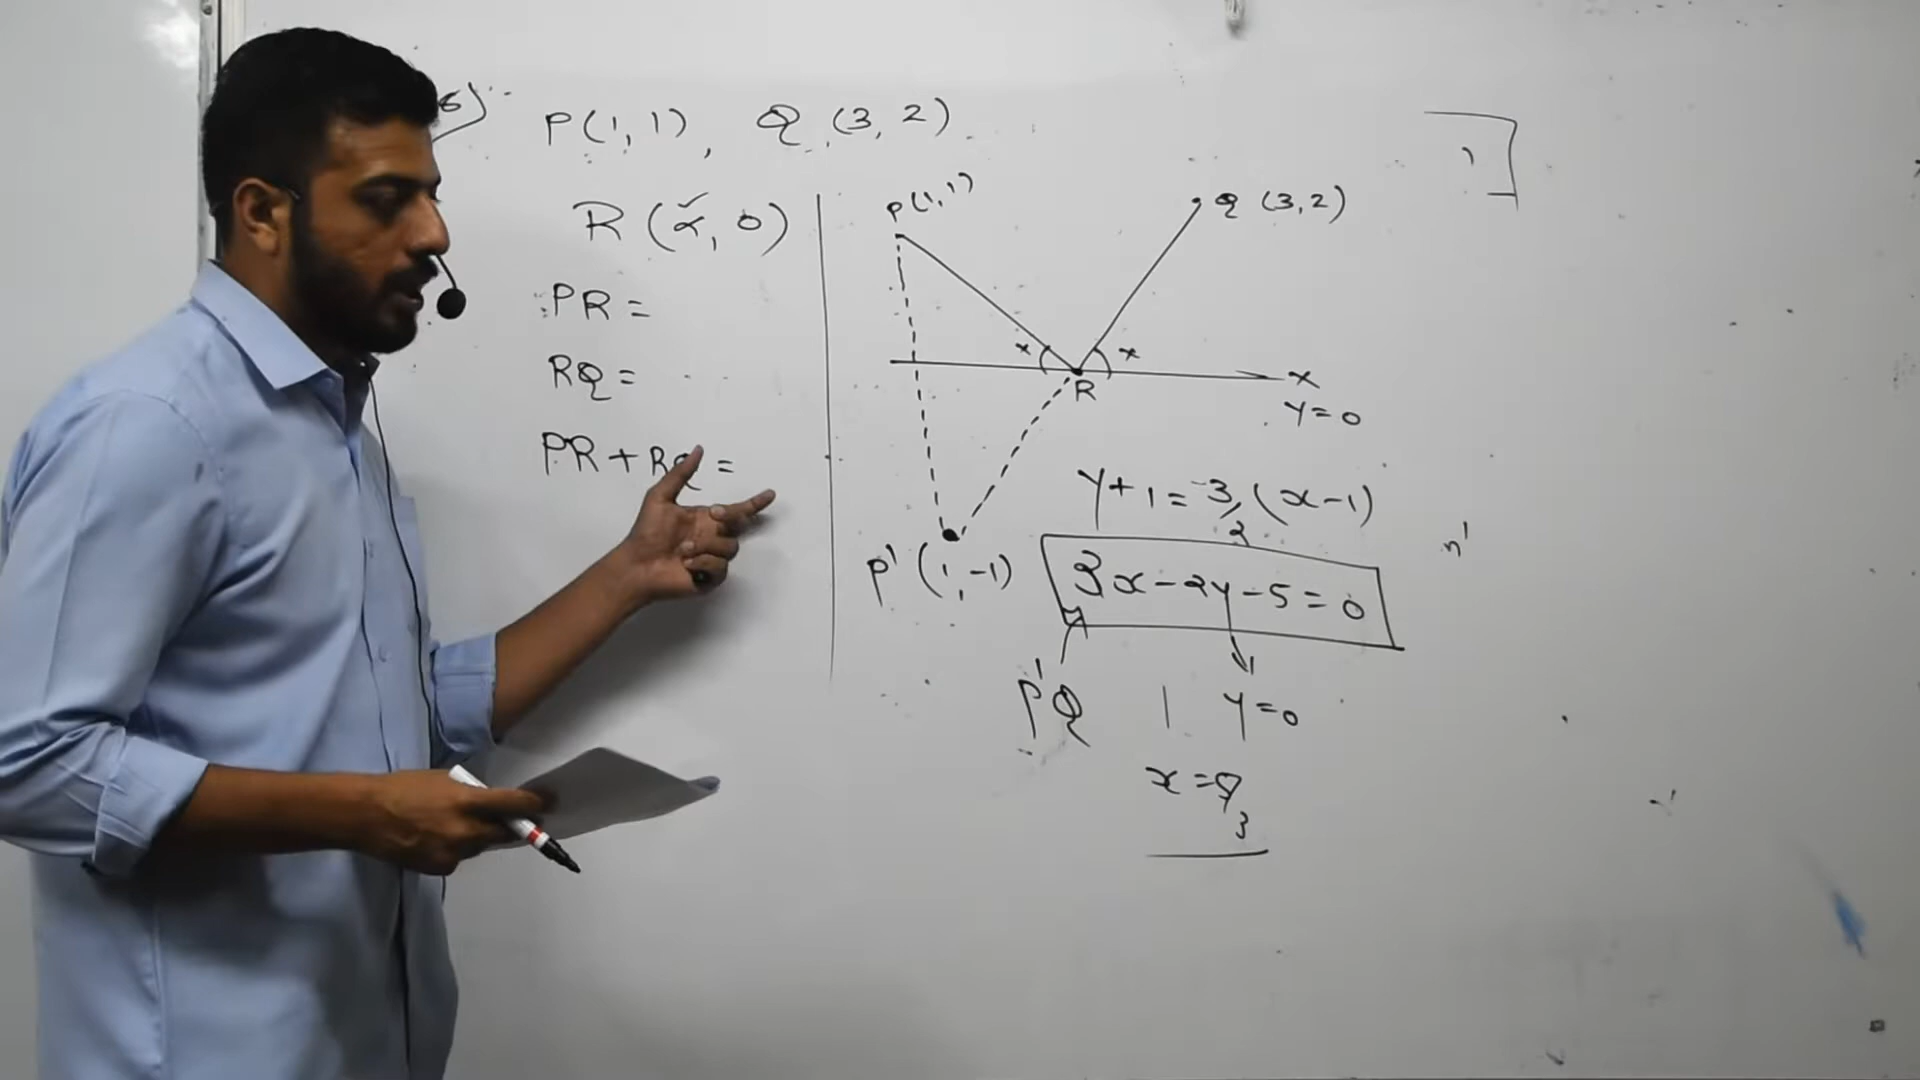 6)
P(1,1), Q(3,2)
R(α,0)
PR =
RQ =
PR + RQ =
P(1,1)
Q (3,2)
x x
R
x
y=0
P'(1,-1)
y+1 = 3/2 (x-1)
3x-2y-5=0
P'Q | y=0
x = 5/3